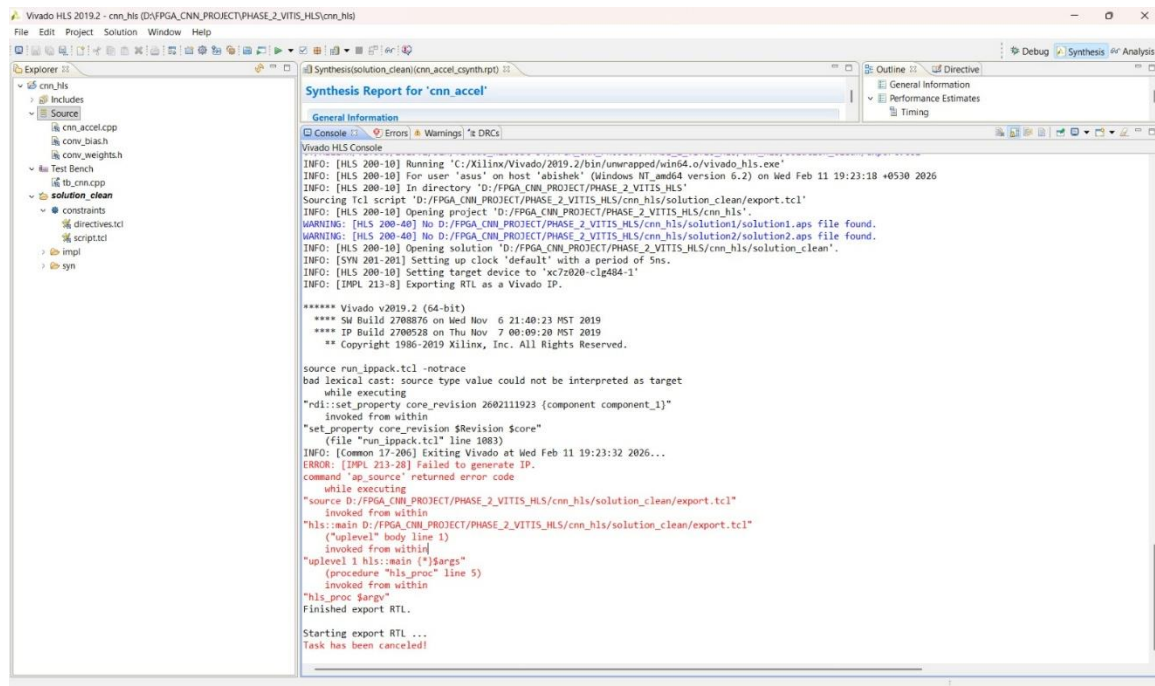 Vivado HLS 2019.2 - cnn_hls (D:\FPGA_CNN_PROJECT\PHASE_2_VITIS_HLS\cnn_hls)
File Edit Project Solution Window Help
Debug Synthesis Analysis
Explorer
cnn_hls
Includes
Source
cnn_accel.cpp
conv_bias.h
conv_weights.h
Test Bench
tb_cnn.cpp
solution_clean
constraints
directives.tcl
script.tcl
impl
syn
Synthesis(solution_clean)(cnn_accel_csynth.rpt)
Synthesis Report for 'cnn_accel'
General Information
Outline Directive
General Information
Performance Estimates
Timing
Console Errors Warnings DRCs
Vivado HLS Console
INFO: [HLS 200-10] Running 'C:/Xilinx/Vivado/2019.2/bin/unwrapped/win64.o/vivado_hls.exe'
INFO: [HLS 200-10] For user 'asus' on host 'abishek' (Windows NT_amd64 version 6.2) on Wed Feb 11 19:23:18 +0530 2026
INFO: [HLS 200-10] In directory 'D:/FPGA_CNN_PROJECT/PHASE_2_VITIS_HLS'
Sourcing Tcl script 'D:/FPGA_CNN_PROJECT/PHASE_2_VITIS_HLS/cnn_hls/solution_clean/export.tcl'
INFO: [HLS 200-10] Opening project 'D:/FPGA_CNN_PROJECT/PHASE_2_VITIS_HLS/cnn_hls'.
WARNING: [HLS 200-40] No D:/FPGA_CNN_PROJECT/PHASE_2_VITIS_HLS/cnn_hls/solution1/solution1.aps file found.
WARNING: [HLS 200-40] No D:/FPGA_CNN_PROJECT/PHASE_2_VITIS_HLS/cnn_hls/solution2/solution2.aps file found.
INFO: [HLS 200-10] Opening solution 'D:/FPGA_CNN_PROJECT/PHASE_2_VITIS_HLS/cnn_hls/solution_clean'.
INFO: [SYN 201-201] Setting up clock 'default' with a period of 5ns.
INFO: [HLS 200-10] Setting target device to 'xc7z020-clg484-1'
INFO: [IMPL 213-8] Exporting RTL as a Vivado IP.
****** Vivado v2019.2 (64-bit)
**** SW Build 2708876 on Wed Nov 6 21:40:23 MST 2019
**** IP Build 2700528 on Thu Nov 7 00:09:20 MST 2019
** Copyright 1986-2019 Xilinx, Inc. All Rights Reserved.
source run_ippack.tcl -notrace
bad lexical cast: source type value could not be interpreted as target
while executing
"rdi::set_property core_revision 2602111923 {component component_1}"
invoked from within
"set_property core_revision $Revision $core"
(file "run_ippack.tcl" line 1083)
INFO: [Common 17-206] Exiting Vivado at Wed Feb 11 19:23:32 2026...
ERROR: [IMPL 213-28] Failed to generate IP.
command 'ap_source' returned error code
while executing
"source D:/FPGA_CNN_PROJECT/PHASE_2_VITIS_HLS/cnn_hls/solution_clean/export.tcl"
invoked from within
"hls::main D:/FPGA_CNN_PROJECT/PHASE_2_VITIS_HLS/cnn_hls/solution_clean/export.tcl"
("uplevel" body line 1)
invoked from within
"uplevel 1 hls::main {*}$args"
(procedure "hls_proc" line 5)
invoked from within
"hls_proc $argv"
Finished export RTL.
Starting export RTL ...
Task has been canceled!